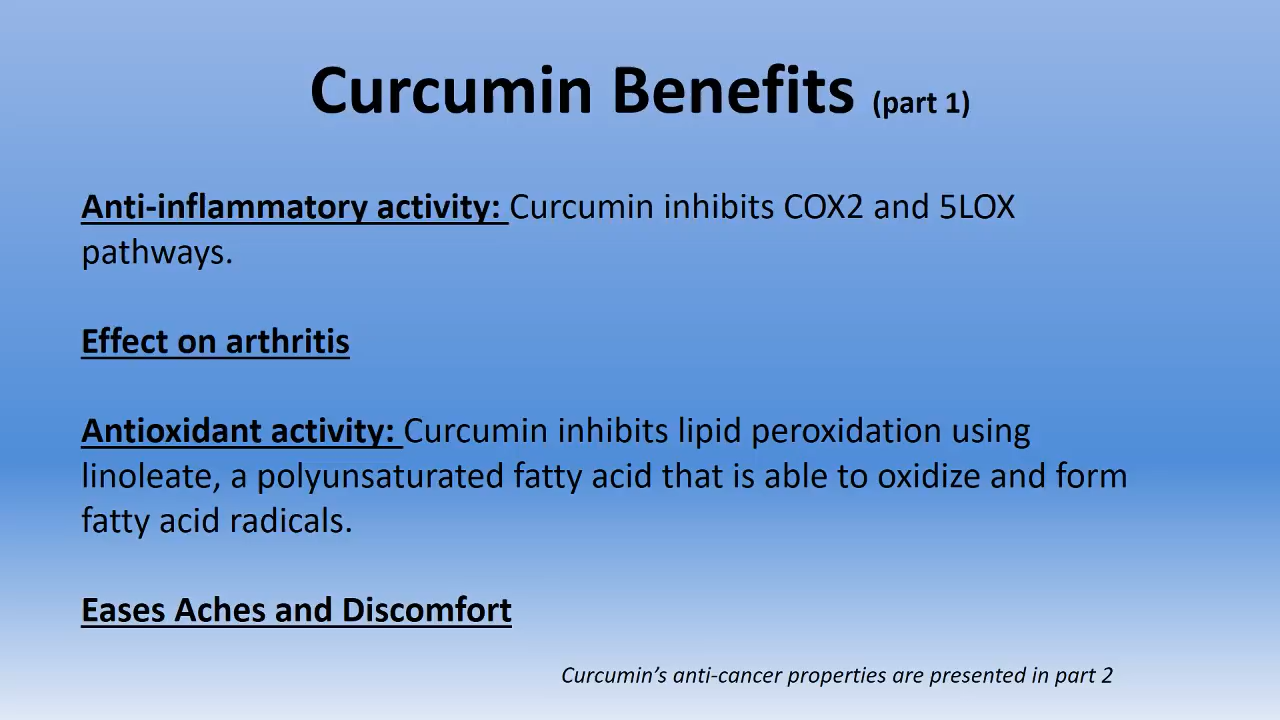 Curcumin Benefits (part 1)
Anti-inflammatory activity: Curcumin inhibits COX2 and 5LOX
pathways.
Effect on arthritis
Antioxidant activity: Curcumin inhibits lipid peroxidation using
linoleate, a polyunsaturated fatty acid that is able to oxidize and form
fatty acid radicals.
Eases Aches and Discomfort
Curcumin’s anti-cancer properties are presented in part 2